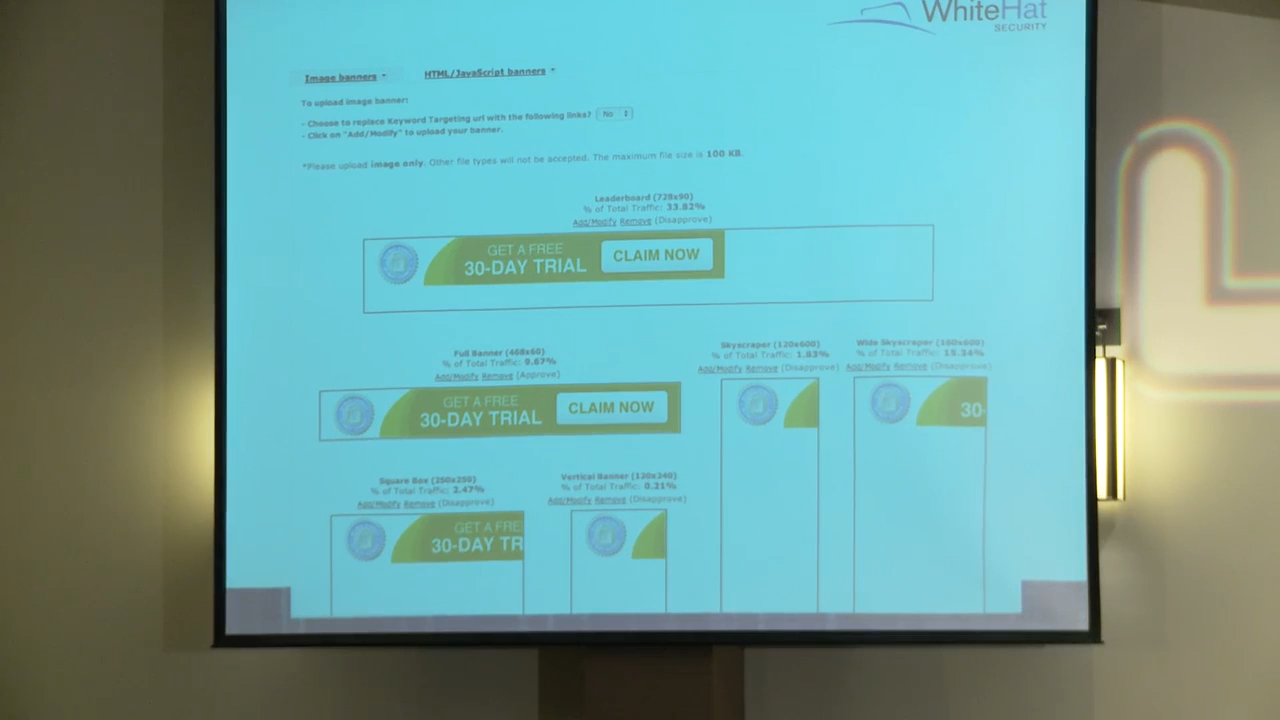 WhiteHat
SECURITY
Image banners
HTML/JavaScript banners
To upload image banner:
- Choose to replace Keyword Targeting url with the following links? No
- Click on "Add/Modify" to upload your banner.
*Please upload image only. Other file types will not be accepted. The maximum file size is 100 KB.
Leaderboard (728x90)
% of Total Traffic: 33.82%
Add/Modify Remove (Disapprove)
GET A FREE
30-DAY TRIAL
CLAIM NOW
Full Banner (468x60)
% of Total Traffic: 9.67%
Add/Modify Remove (Approve)
GET A FREE
30-DAY TRIAL
CLAIM NOW
Skyscraper (120x600)
% of Total Traffic: 1.83%
Add/Modify Remove (Disapprove)
Wide Skyscraper (160x600)
% of Total Traffic: 15.34%
Add/Modify Remove (Disapprove)
30-
Square Box (250x250)
% of Total Traffic: 2.47%
Add/Modify Remove (Disapprove)
GET A FRE
30-DAY TR
Vertical Banner (120x240)
% of Total Traffic: 0.21%
Add/Modify Remove (Disapprove)